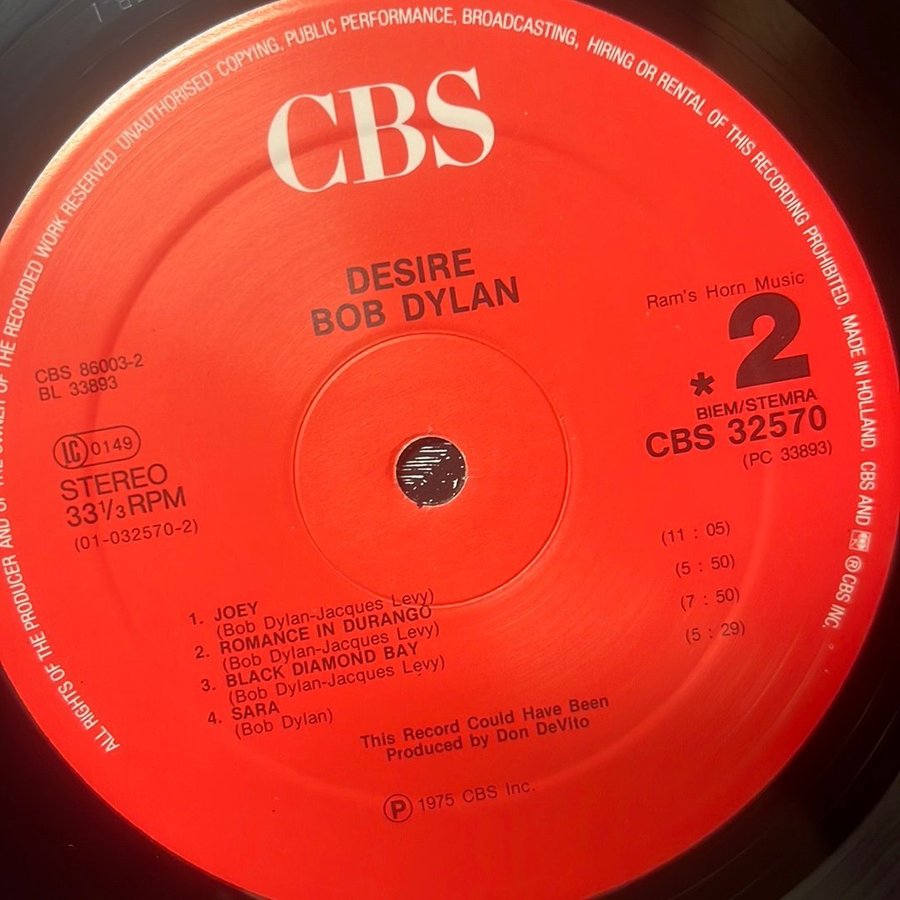 ALL RIGHTS OF THE PRODUCER AND OF THE OWNER OF THE RECORDED WORK RESERVED UNAUTHORISED COPYING, PUBLIC PERFORMANCE, BROADCASTING, HIRING OR RENTAL OF THIS RECORDING PROHIBITED. MADE IN HOLLAND. CBS AND ℗ CBS INC.
CBS
DESIRE
BOB DYLAN
Ram's Horn Music
* 2
BIEM/STEMRA
CBS 32570
(PC 33893)
CBS 86003-2
BL 33893
LC 0149
STEREO
33 1/3 RPM
(01-032570-2)
1. JOEY (11 : 05)
(Bob Dylan-Jacques Levy)
2. ROMANCE IN DURANGO (5 : 50)
(Bob Dylan-Jacques Levy)
3. BLACK DIAMOND BAY (7 : 50)
(Bob Dylan-Jacques Levy)
4. SARA (5 : 29)
(Bob Dylan)
This Record Could Have Been
Produced by Don DeVito
℗ 1975 CBS Inc.